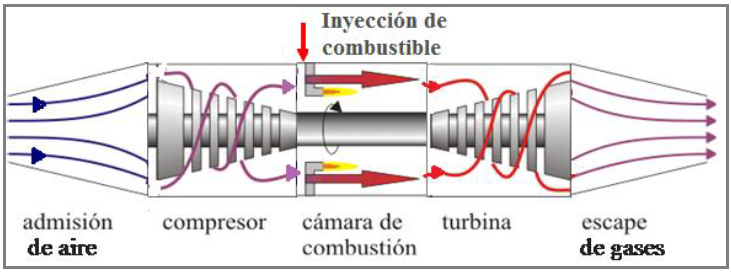 Inyección de
combustible
admisión
de aire
compresor
cámara de
combustión
turbina
escape
de gases